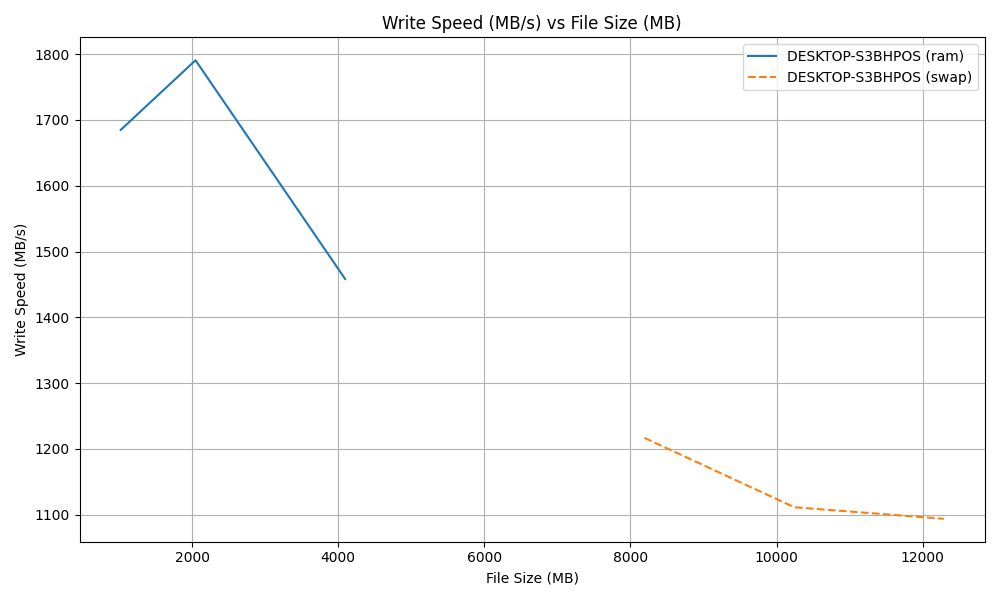 Write Speed (MB/s) vs File Size (MB)
DESKTOP-S3BHPOS (ram)
DESKTOP-S3BHPOS (swap)
Write Speed (MB/s)
1800
1700
1600
1500
1400
1300
1200
1100
2000 4000 6000 8000 10000 12000
File Size (MB)